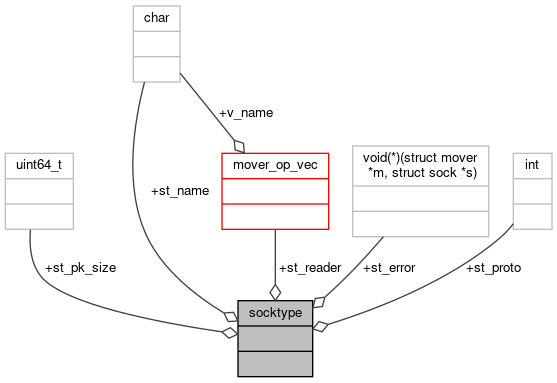 char
+v_name
uint64_t
mover_op_vec
void(*)(struct mover
*m, struct sock *s)
int
+st_name
+st_pk_size
+st_reader
+st_error
+st_proto
socktype